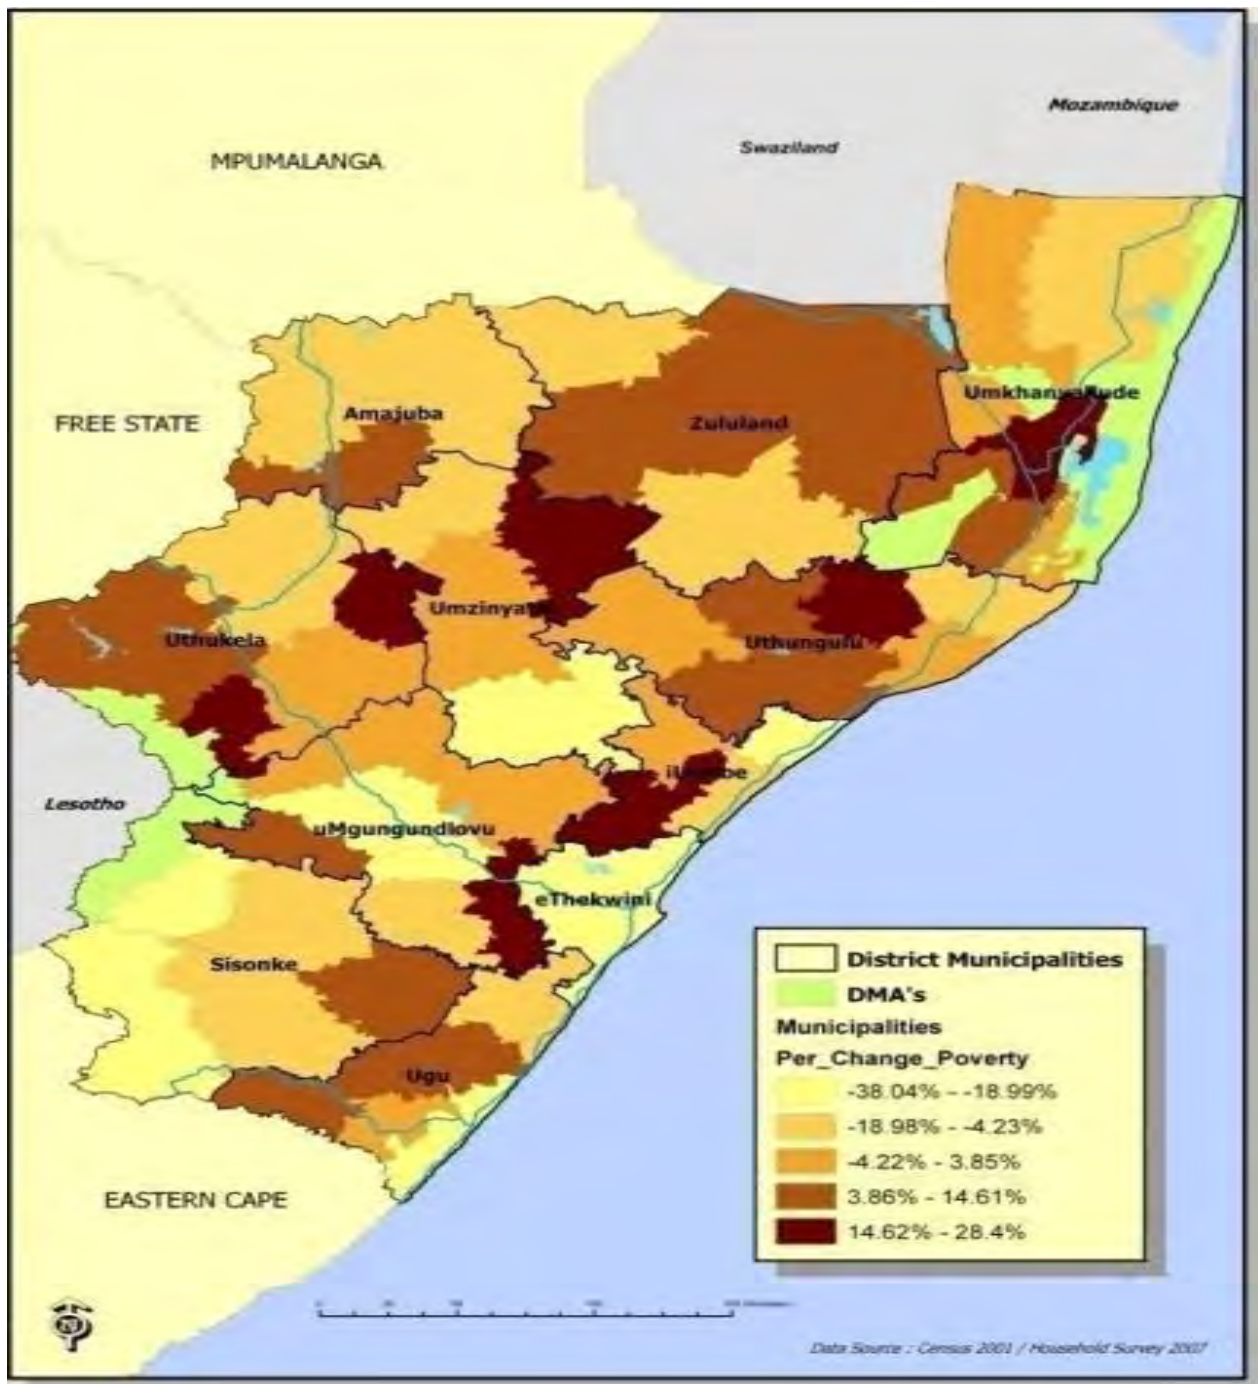 Mozambique
Swaziland
MPUMALANGA
Umkhanyakude
Amajuba
FREE STATE
Zululand
Umzinyat
Uthukela
Uthungulu
iLembe
Lesotho
uMgungundlovu
eThekwini
Sisonke
District Municipalities
DMA's
Municipalities
Per_Change_Poverty
Ugu
-38.04% - -18.99%
-18.98% - -4.23%
-4.22% - 3.85%
3.86% - 14.61%
14.62% - 28.4%
EASTERN CAPE
Data Source : Census 2001 / Household Survey 2007